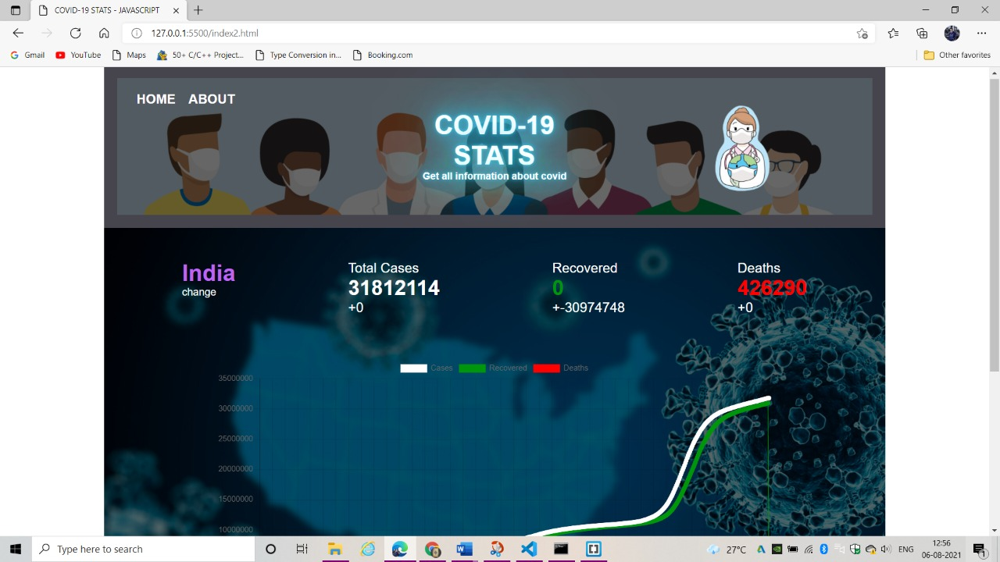 COVID-19 STATS - JAVASCRIPT
127.0.0.1:5500/index2.html
Gmail YouTube Maps 50+ C/C++ Project... Type Conversion in... Booking.com Other favorites
HOME ABOUT
COVID-19
STATS
Get all information about covid
India
change
Total Cases
31812114
+0
Recovered
0
+-30974748
Deaths
426290
+0
Cases Recovered Deaths
35000000
30000000
25000000
20000000
15000000
10000000
Type here to search
27°C
ENG
12:56
06-08-2021
1